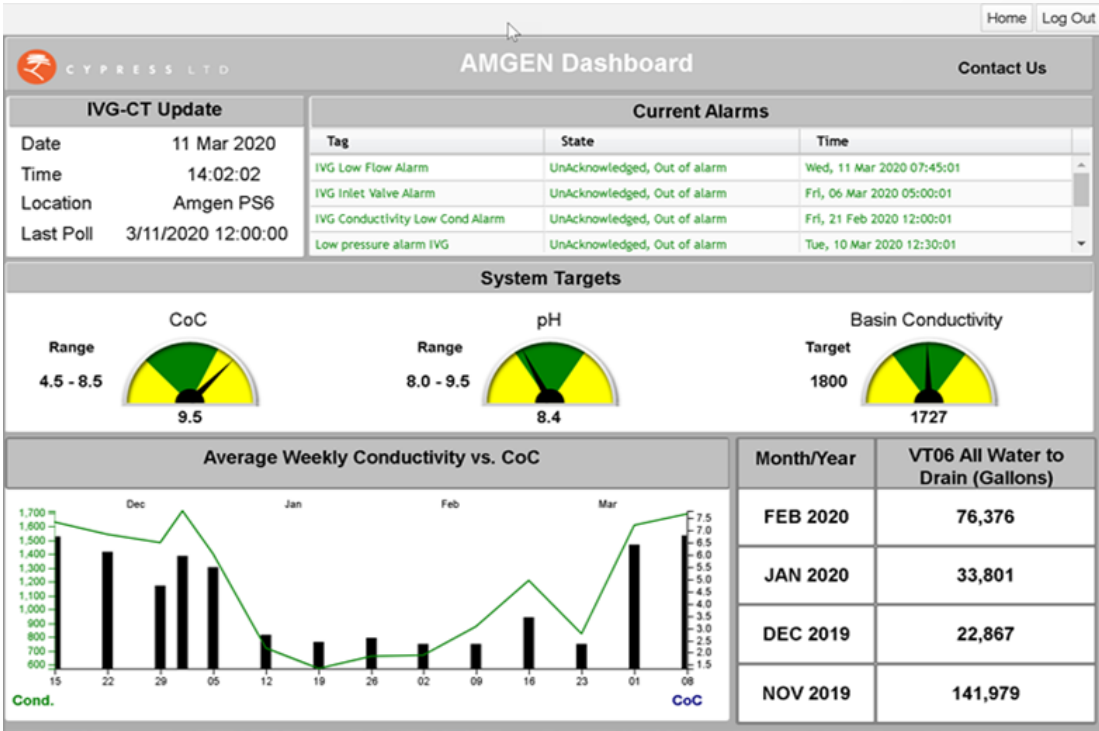 Home Log Out
CYPRESS LTD
AMGEN Dashboard
Contact Us
IVG-CT Update
Date 11 Mar 2020
Time 14:02:02
Location Amgen PS6
Last Poll 3/11/2020 12:00:00
Current Alarms
Tag State Time
IVG Low Flow Alarm UnAcknowledged, Out of alarm Wed, 11 Mar 2020 07:45:01
IVG Inlet Valve Alarm UnAcknowledged, Out of alarm Fri, 06 Mar 2020 05:00:01
IVG Conductivity Low Cond Alarm UnAcknowledged, Out of alarm Fri, 21 Feb 2020 12:00:01
Low pressure alarm IVG UnAcknowledged, Out of alarm Tue, 10 Mar 2020 12:30:01
System Targets
CoC
Range
4.5 - 8.5
9.5
pH
Range
8.0 - 9.5
8.4
Basin Conductivity
Target
1800
1727
Average Weekly Conductivity vs. CoC
Dec Jan Feb Mar
1,700
1,600
1,500
1,400
1,300
1,200
1,100
1,000
900
800
700
600
7.5
7.0
6.5
6.0
5.5
5.0
4.5
4.0
3.5
3.0
2.5
2.0
1.5
15 22 29 05 12 19 26 02 09 16 23 01 08
Cond. CoC
Month/Year VT06 All Water to
Drain (Gallons)
FEB 2020 76,376
JAN 2020 33,801
DEC 2019 22,867
NOV 2019 141,979